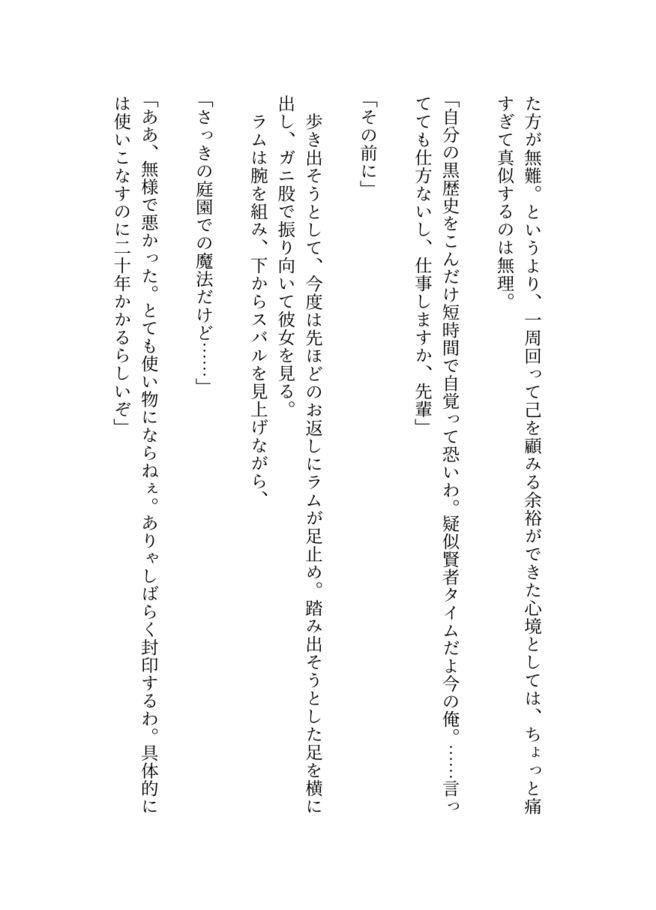 た方が無難。というより、一周回って己を顧みる余裕ができた心境としては、ちょっと痛
すぎて真似するのは無理。
「自分の黒歴史をこんだけ短時間で自覚って恐いわ。疑似賢者タイムだよ今の俺。……言っ
てても仕方ないし、仕事しますか、先輩」
「その前に」
歩き出そうとして、今度は先ほどのお返しにラムが足止め。踏み出そうとした足を横に
出し、ガニ股で振り向いて彼女を見る。
ラムは腕を組み、下からスバルを見上げながら、
「さっきの庭園での魔法だけど……」
「ああ、無様で悪かった。とても使い物にならねぇ。ありゃしばらく封印するわ。具体的に
は使いこなすのに二十年かかるらしいぞ」